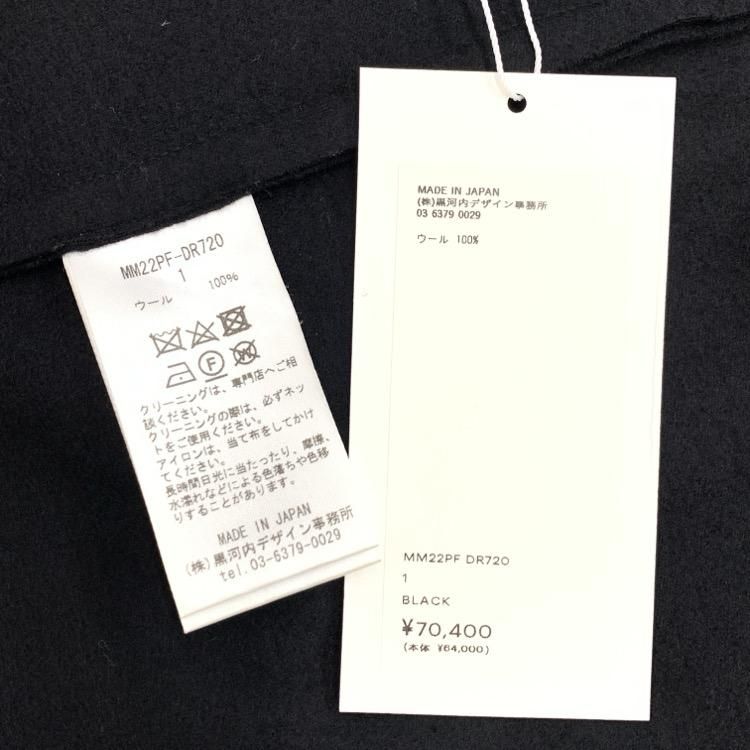 MM22PF-DR720
1
ウール 100%
F
W
クリーニングは、専門店へご相
談ください。
クリーニングの際は、必ずネッ
トをご使用ください。
アイロンは、当て布をしてかけ
てください。
長時間日光に当たったり、摩擦、
水濡れなどによる色落ちや色移
りすることがあります。
MADE IN JAPAN
(株)黒河内デザイン事務所
tel.03-6379-0029
MADE IN JAPAN
(株)黒河内デザイン事務所
03 6379 0029
ウール 100%
MM22PF DR720
1
BLACK
¥70,400
(本体 ¥64,000)